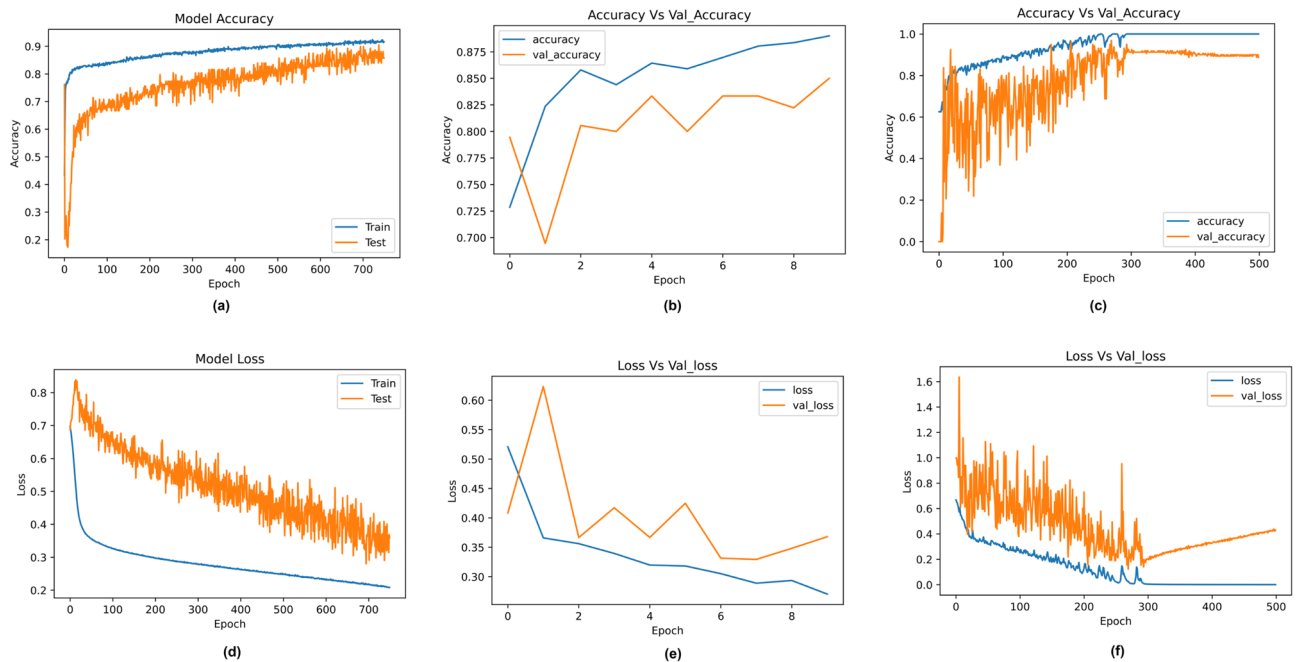 Model Accuracy
0.9
0.8
0.7
0.6
0.5
0.4
0.3
0.2
Accuracy
Train
Test
0 100 200 300 400 500 600 700
Epoch
(a)
Accuracy Vs Val_Accuracy
accuracy
val_accuracy
0.875
0.850
0.825
0.800
0.775
0.750
0.725
0.700
Accuracy
0 2 4 6 8
Epoch
(b)
Accuracy Vs Val_Accuracy
1.0
0.8
0.6
0.4
0.2
0.0
Accuracy
accuracy
val_accuracy
0 100 200 300 400 500
Epoch
(c)
Model Loss
Train
Test
0.8
0.7
0.6
0.5
0.4
0.3
0.2
Loss
0 100 200 300 400 500 600 700
Epoch
(d)
Loss Vs Val_loss
loss
val_loss
0.60
0.55
0.50
0.45
0.40
0.35
0.30
Loss
0 2 4 6 8
Epoch
(e)
Loss Vs Val_loss
loss
val_loss
1.6
1.4
1.2
1.0
0.8
0.6
0.4
0.2
0.0
Loss
0 100 200 300 400 500
Epoch
(f)